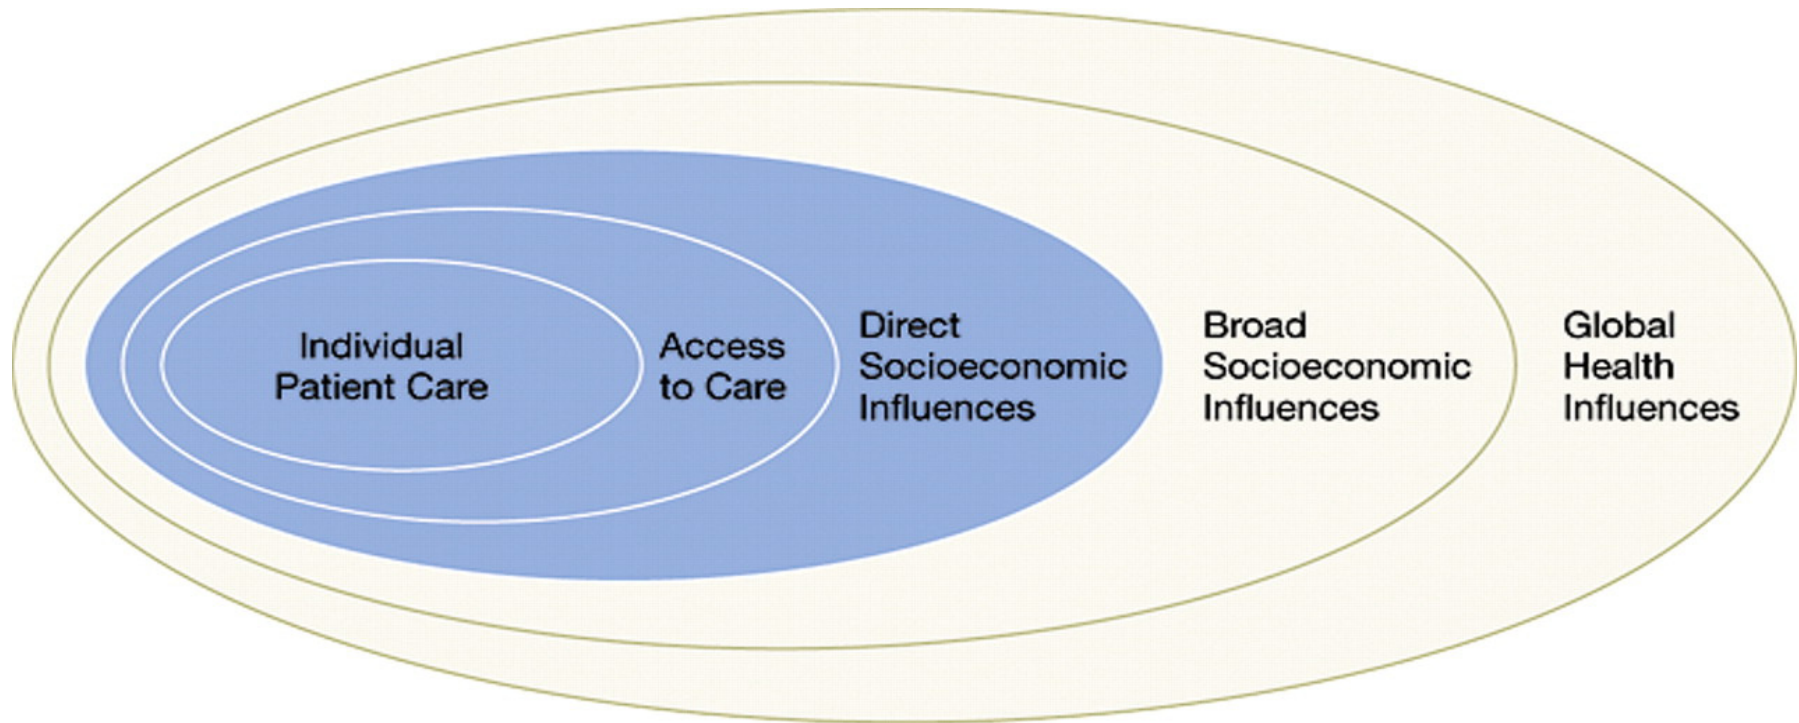 Individual
Patient Care
Access
to Care
Direct
Socioeconomic
Influences
Broad
Socioeconomic
Influences
Global
Health
Influences